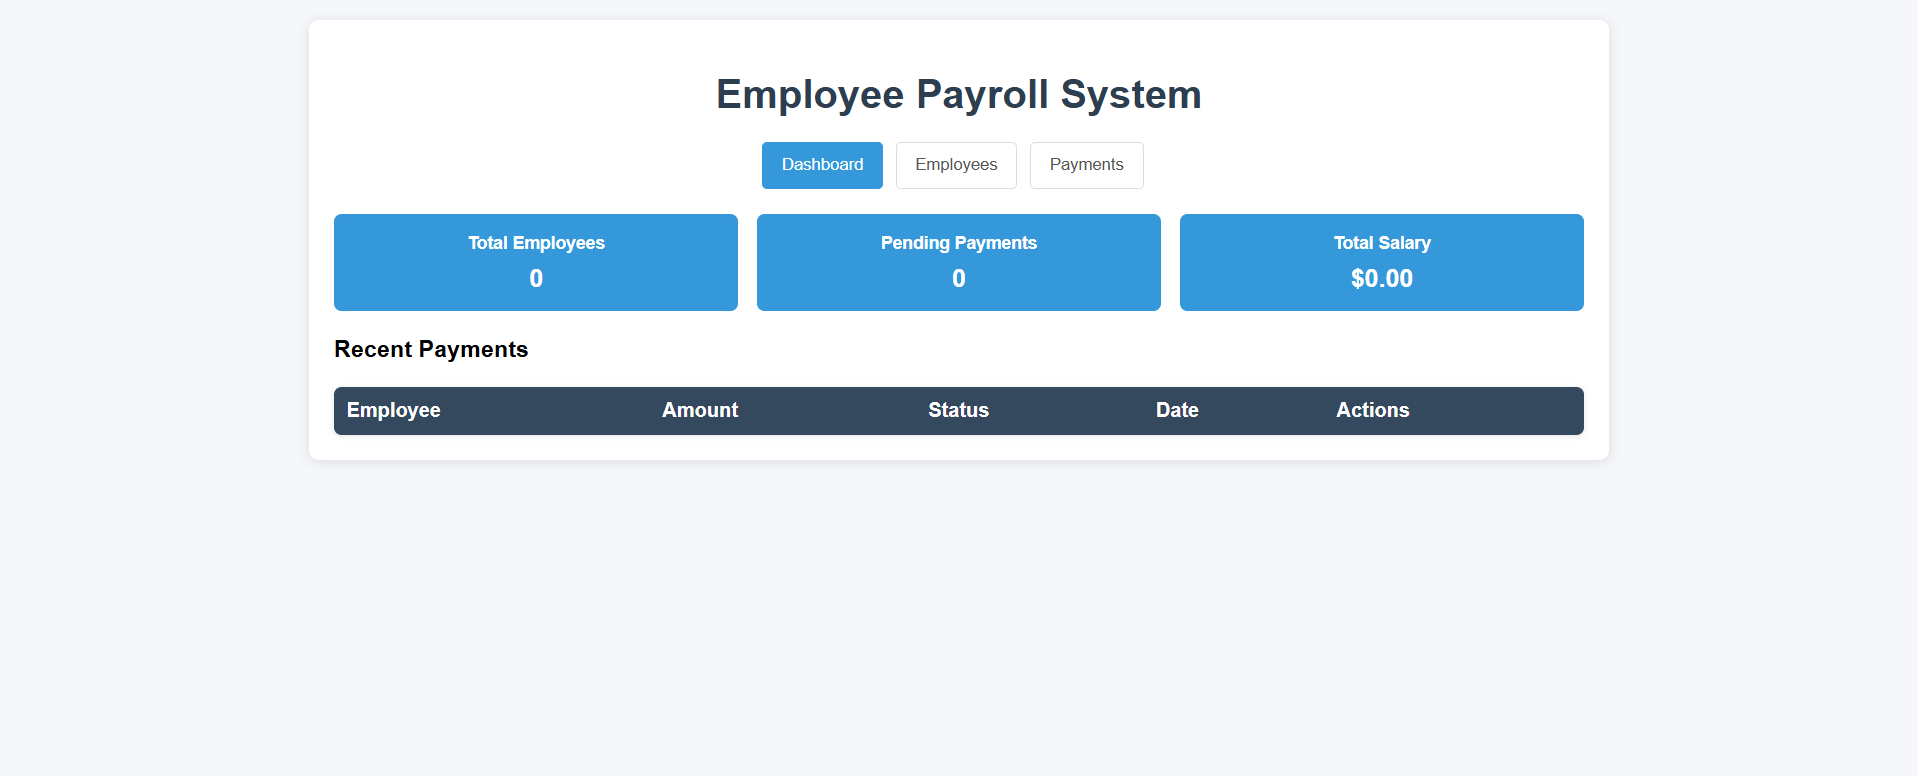 Employee Payroll System
Dashboard Employees Payments
Total Employees Pending Payments Total Salary
0 0 $0.00
Recent Payments
Employee Amount Status Date Actions